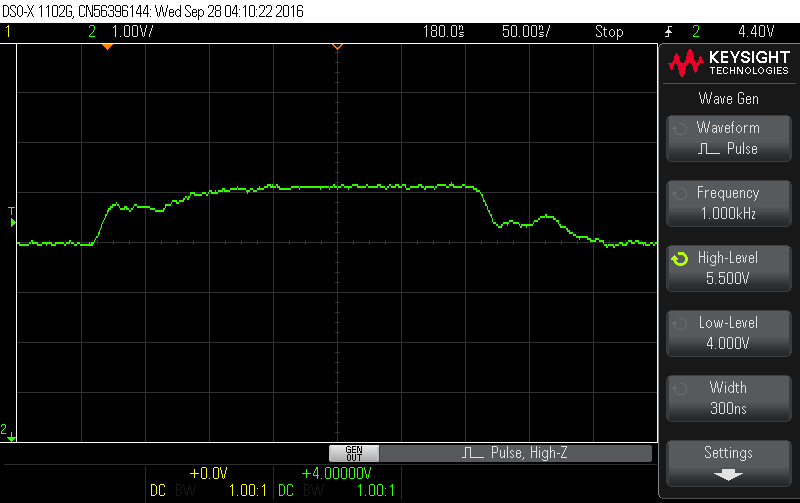 DSO-X 1102G, CN56396144: Wed Sep 28 04:10:22 2016
1 2 1.00V/ 180.0ns 50.00ns/ Stop 2 4.40V
KEYSIGHT
TECHNOLOGIES
Wave Gen
Waveform
Pulse
Frequency
1.000kHz
T
High-Level
5.500V
Low-Level
4.000V
Width
300ns
2
GEN
OUT
Pulse, High-Z
Settings
+0.0V +4.00000V
DC BW 1.00:1 DC BW 1.00:1